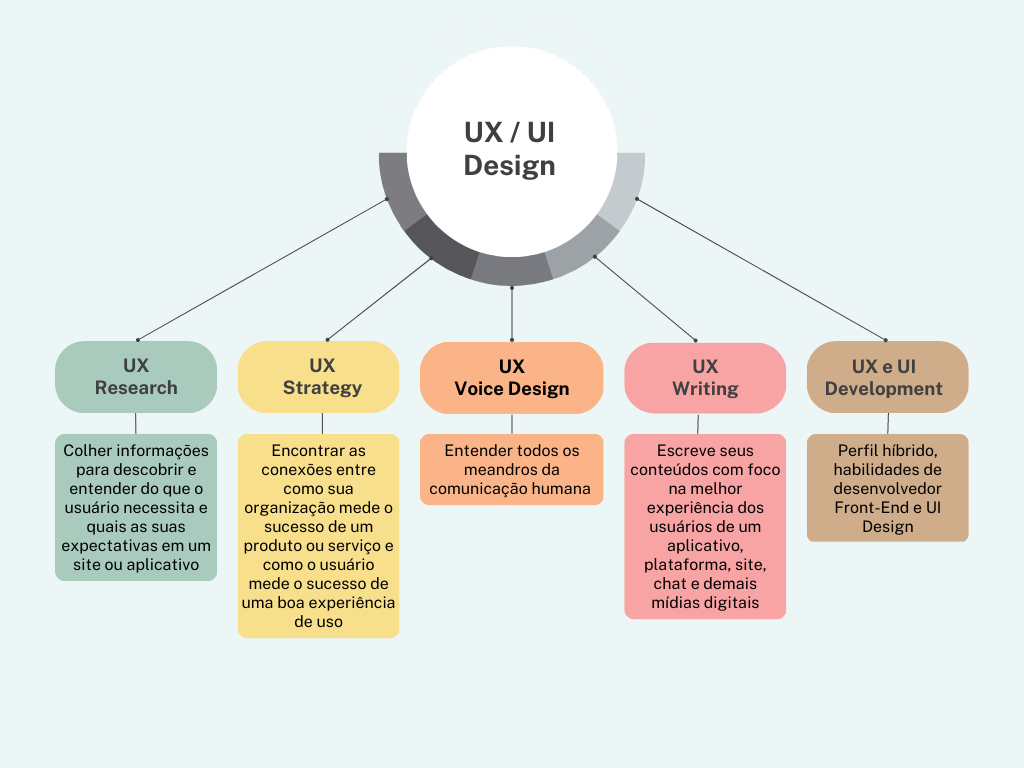 UX / UI
Design
UX
Research
UX
Strategy
UX
Voice Design
UX
Writing
UX e UI
Development
Colher informações
para descobrir e
entender do que o
usuário necessita e
quais as suas
expectativas em um
site ou aplicativo
Encontrar as
conexões entre
como sua
organização mede o
sucesso de um
produto ou serviço e
como o usuário
mede o sucesso de
uma boa experiência
de uso
Entender todos os
meandros da
comunicação humana
Escreve seus
conteúdos com foco
na melhor
experiência dos
usuários de um
aplicativo,
plataforma, site,
chat e demais
mídias digitais
Perfil híbrido,
habilidades de
desenvolvedor
Front-End e UI
Design